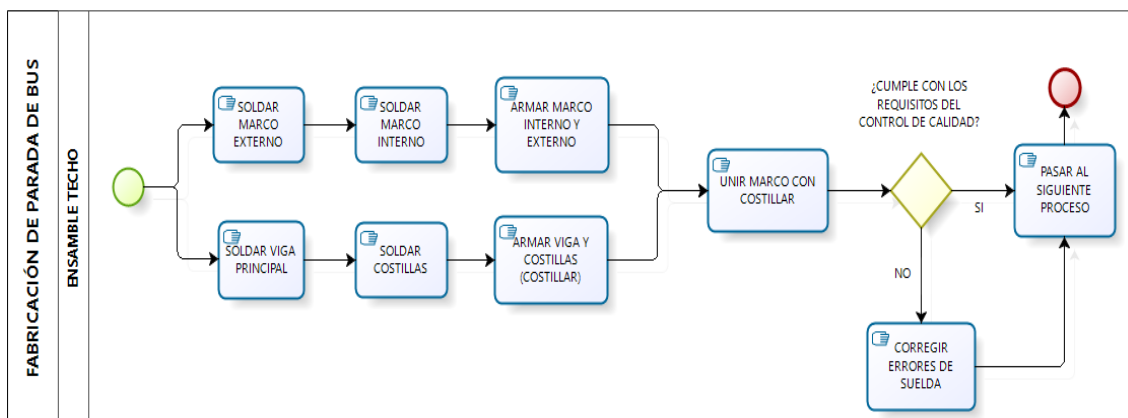 FABRICACIÓN DE PARADA DE BUS
ENSAMBLE TECHO
SOLDAR
MARCO
EXTERNO
SOLDAR
MARCO
INTERNO
ARMAR MARCO
INTERNO Y
EXTERNO
SOLDAR VIGA
PRINCIPAL
SOLDAR
COSTILLAS
ARMAR VIGA Y
COSTILLAS
(COSTILLAR)
UNIR MARCO CON
COSTILLAR
¿CUMPLE CON LOS
REQUISITOS DEL
CONTROL DE CALIDAD?
SI
NO
PASAR AL
SIGUIENTE
PROCESO
CORREGIR
ERRORES DE
SUELDA